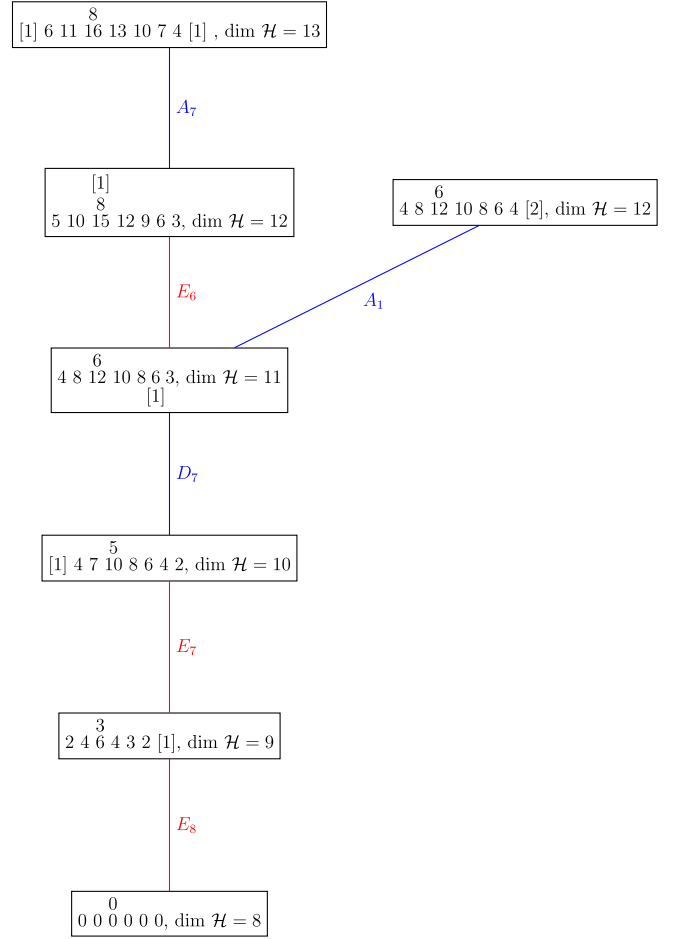 8
[1] 6 11 16 13 10 7 4 [1] , dim ℋ = 13
A₇
[1]
8
5 10 15 12 9 6 3, dim ℋ = 12
6
4 8 12 10 8 6 4 [2], dim ℋ = 12
E₆
A₁
6
4 8 12 10 8 6 3, dim ℋ = 11
[1]
D₇
5
[1] 4 7 10 8 6 4 2, dim ℋ = 10
E₇
3
2 4 6 4 3 2 [1], dim ℋ = 9
E₈
0
0 0 0 0 0 0, dim ℋ = 8